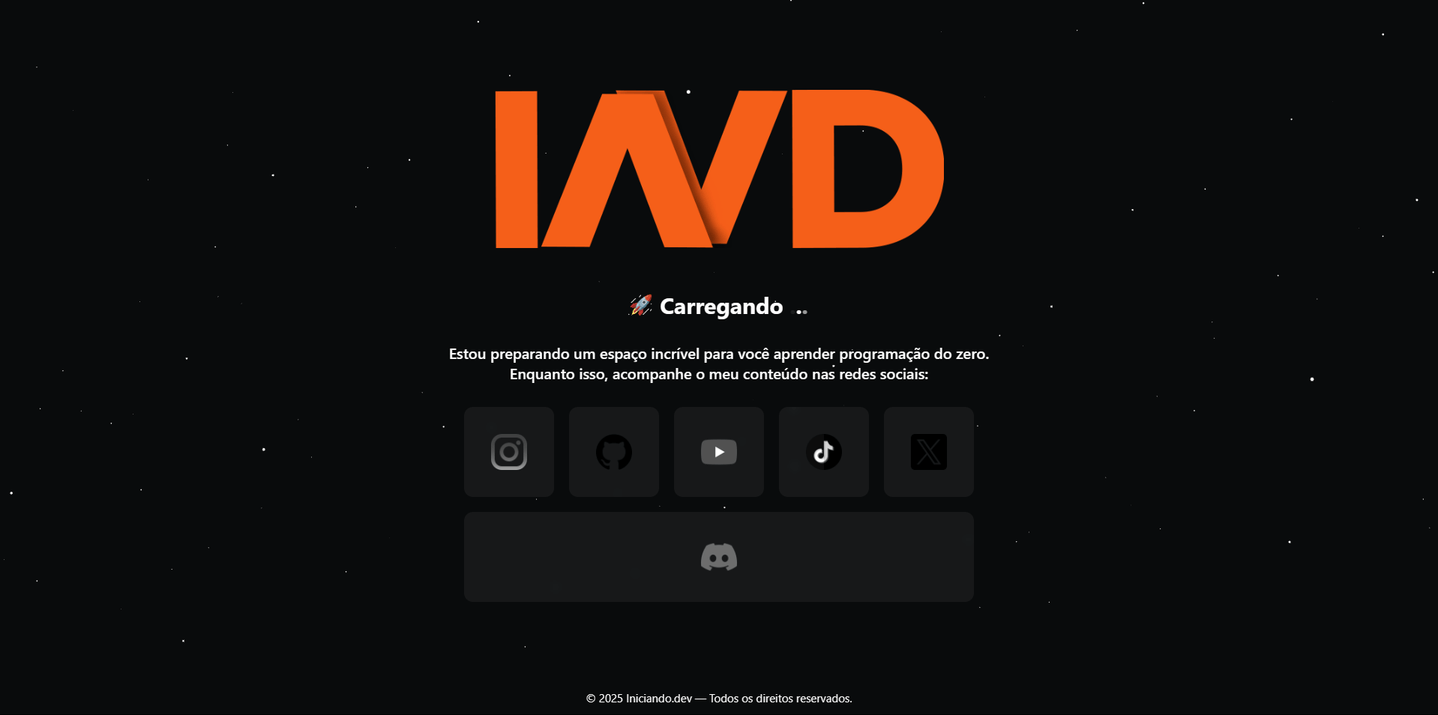 IΛVD
🚀 Carregando ...
Estou preparando um espaço incrível para você aprender programação do zero.
Enquanto isso, acompanhe o meu conteúdo nas redes sociais:
© 2025 Iniciando.dev — Todos os direitos reservados.